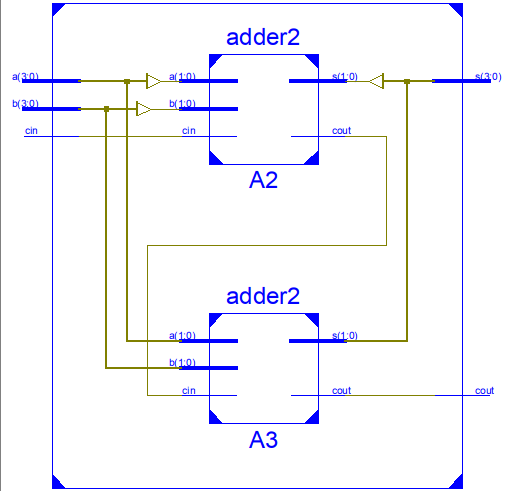 adder2
a(3:0) a(1:0) s(1:0) s(3:0)
b(3:0) b(1:0)
cin cin cout
A2
adder2
a(1:0) s(1:0)
b(1:0)
cin cout cout
A3